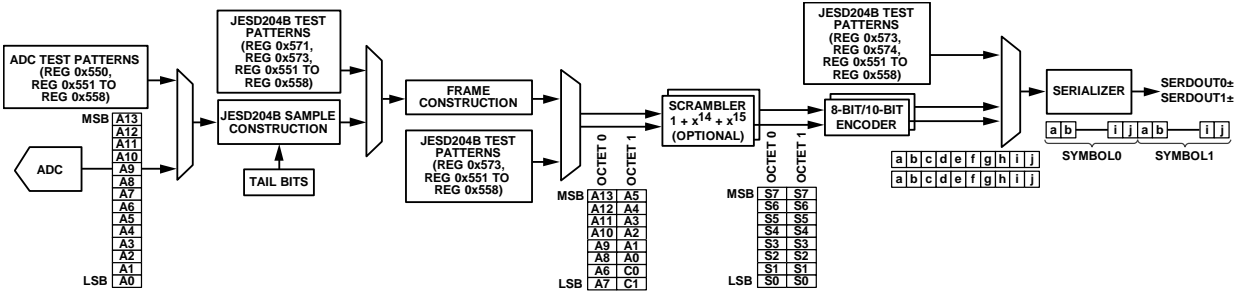 ADC TEST PATTERNS
(REG 0x550,
REG 0x551 TO
REG 0x558)
MSB
A13
A12
A11
A10
A9
A8
A7
A6
A5
A4
A3
A2
A1
LSB
A0
ADC
JESD204B TEST
PATTERNS
(REG 0x571,
REG 0x573,
REG 0x551 TO
REG 0x558)
JESD204B SAMPLE
CONSTRUCTION
TAIL BITS
FRAME
CONSTRUCTION
JESD204B TEST
PATTERNS
(REG 0x573,
REG 0x551 TO
REG 0x558)
OCTET 0
OCTET 1
MSB
A13 A5
A12 A4
A11 A3
A10 A2
A9 A1
A8 A0
A6 C0
LSB
A7 C1
SCRAMBLER
1 + x14 + x15
(OPTIONAL)
OCTET 0
OCTET 1
MSB
S7 S7
S6 S6
S5 S5
S4 S4
S3 S3
S2 S2
S1 S1
LSB
S0 S0
JESD204B TEST
PATTERNS
(REG 0x573,
REG 0x574,
REG 0x551 TO
REG 0x558)
8-BIT/10-BIT
ENCODER
a b c d e f g h i j
a b c d e f g h i j
SERIALIZER
SERDOUT0±
SERDOUT1±
a b i j a b i j
SYMBOL0 SYMBOL1